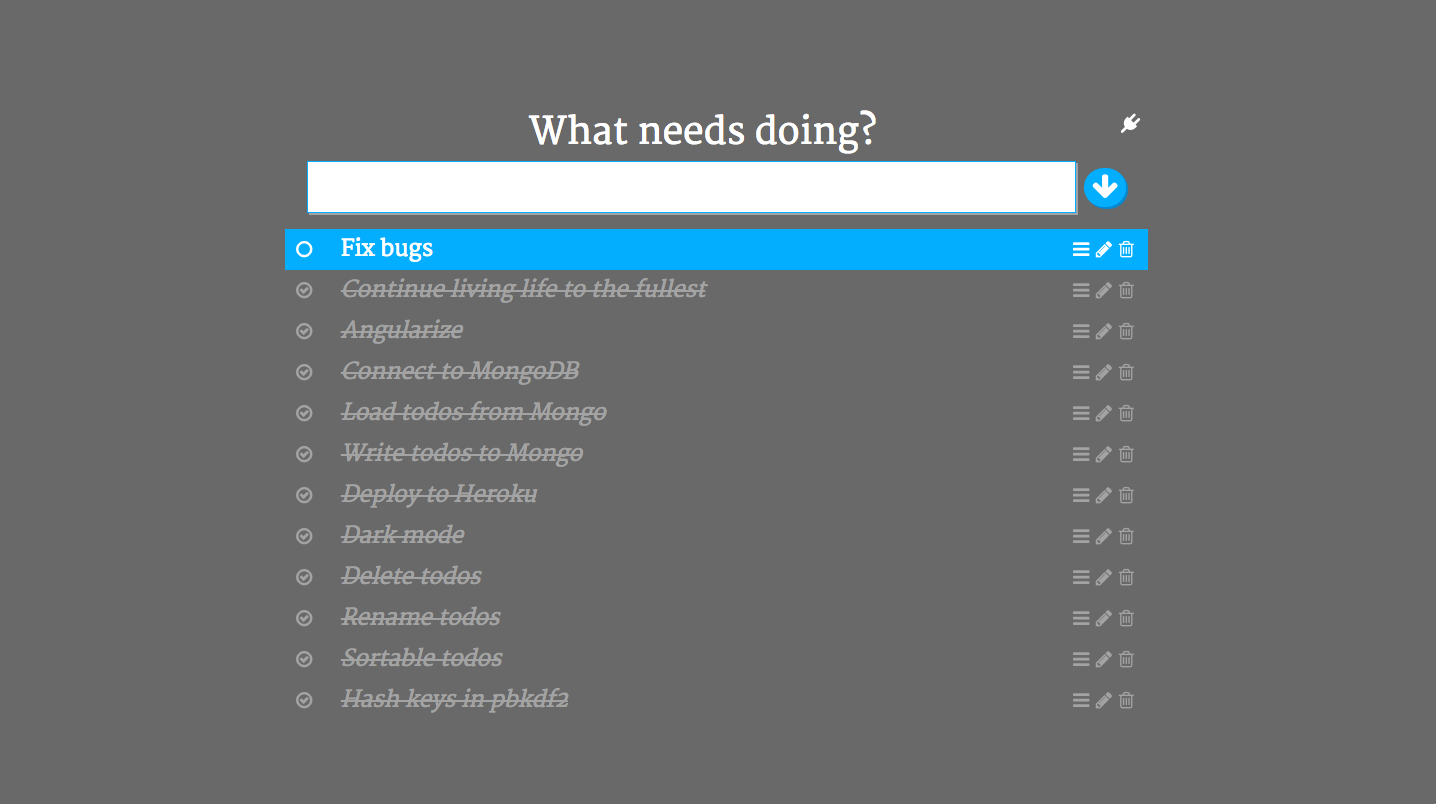 What needs doing?
Fix bugs
Continue living life to the fullest
Angularize
Connect to MongoDB
Load todos from Mongo
Write todos to Mongo
Deploy to Heroku
Dark mode
Delete todos
Rename todos
Sortable todos
Hash keys in pbkdf2